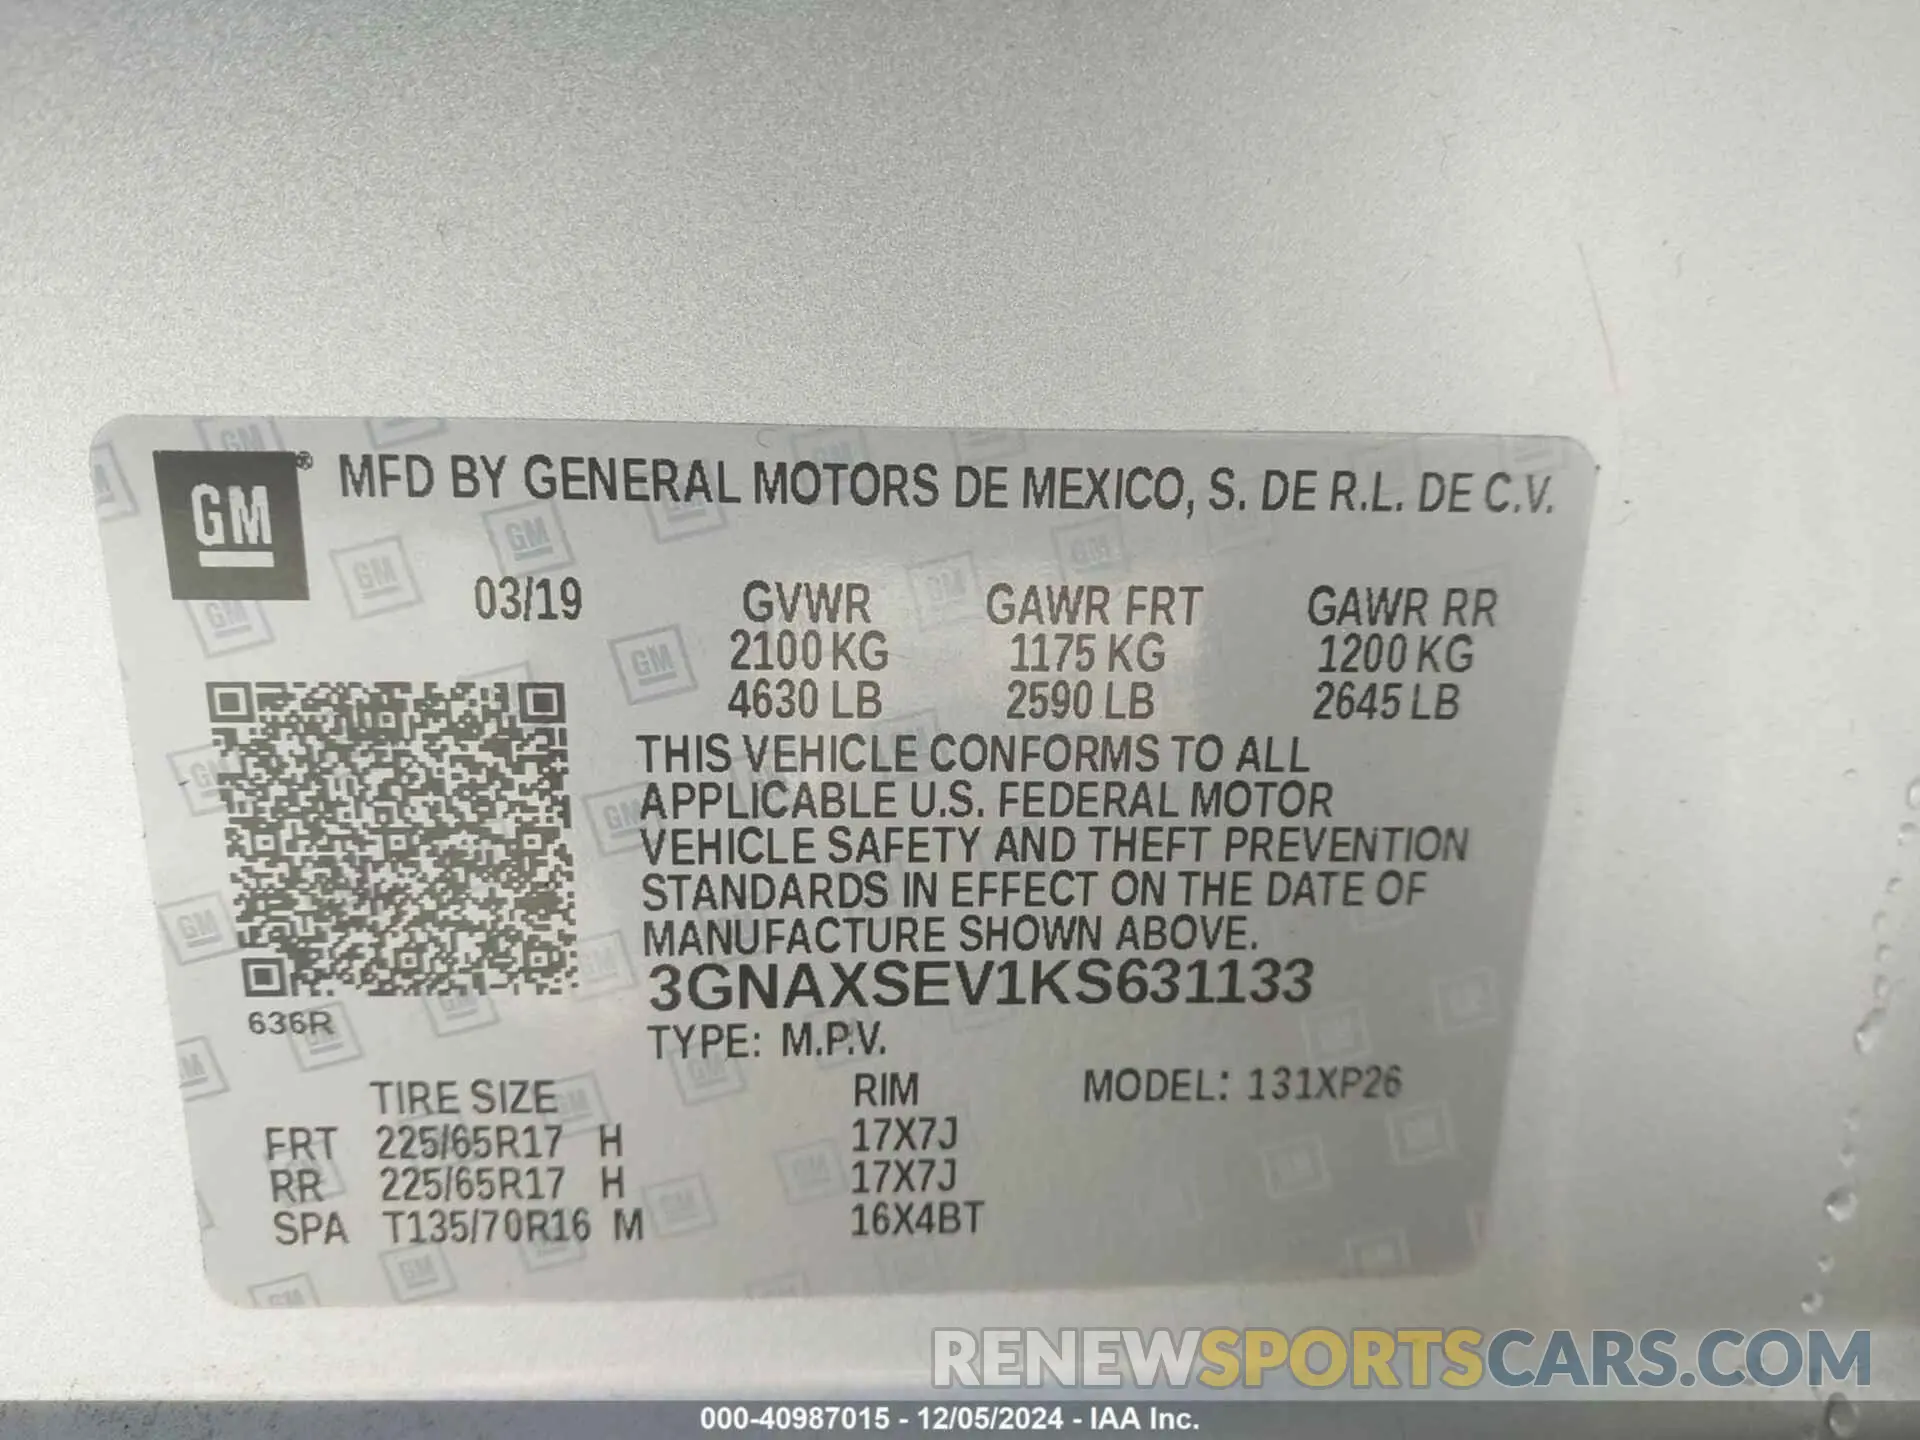 GM® MFD BY GENERAL MOTORS DE MEXICO, S. DE R.L. DE C.V.
03/19 GVWR GAWR FRT GAWR RR
2100 KG 1175 KG 1200 KG
4630 LB 2590 LB 2645 LB
THIS VEHICLE CONFORMS TO ALL
APPLICABLE U.S. FEDERAL MOTOR
VEHICLE SAFETY AND THEFT PREVENTION
STANDARDS IN EFFECT ON THE DATE OF
MANUFACTURE SHOWN ABOVE.
3GNAXSEV1KS631133
636R
TYPE: M.P.V.
TIRE SIZE RIM MODEL: 131XP26
FRT 225/65R17 H 17X7J
RR 225/65R17 H 17X7J
SPA T135/70R16 M 16X4BT
RENEWSPORTSCARS.COM
000-40987015 - 12/05/2024 - IAA Inc.